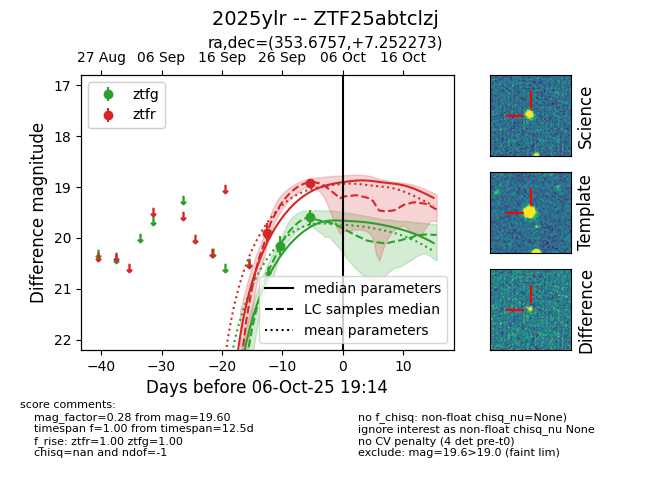 2025ylr -- ZTF25abtclzj
ra,dec=(353.6757,+7.252273)
27 Aug 06 Sep 16 Sep 26 Sep 06 Oct 16 Oct
ztfg
ztfr
17
18
19
20
21
22
Difference magnitude
median parameters
LC samples median
mean parameters
−40 −30 −20 −10 0 10
Days before 06-Oct-25 19:14
Science
Template
Difference
score comments:
mag_factor=0.28 from mag=19.60
timespan f=1.00 from timespan=12.5d
f_rise: ztfr=1.00 ztfg=1.00
chisq=nan and ndof=-1
no f_chisq: non-float chisq_nu=None)
ignore interest as non-float chisq_nu None
no CV penalty (4 det pre-t0)
exclude: mag=19.6>19.0 (faint lim)